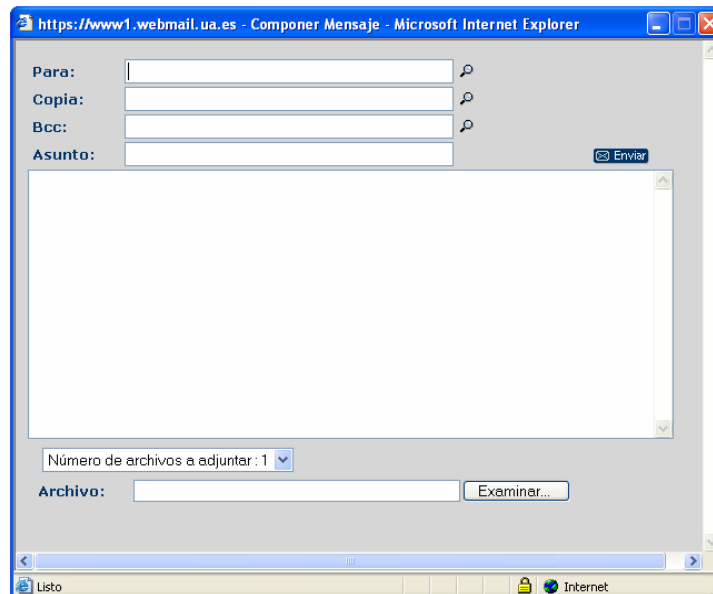 https://www1.webmail.ua.es - Componer Mensaje - Microsoft Internet Explorer
Para:
Copia:
Bcc:
Asunto:
Enviar
Número de archivos a adjuntar : 1
Archivo:
Examinar...
Listo
Internet